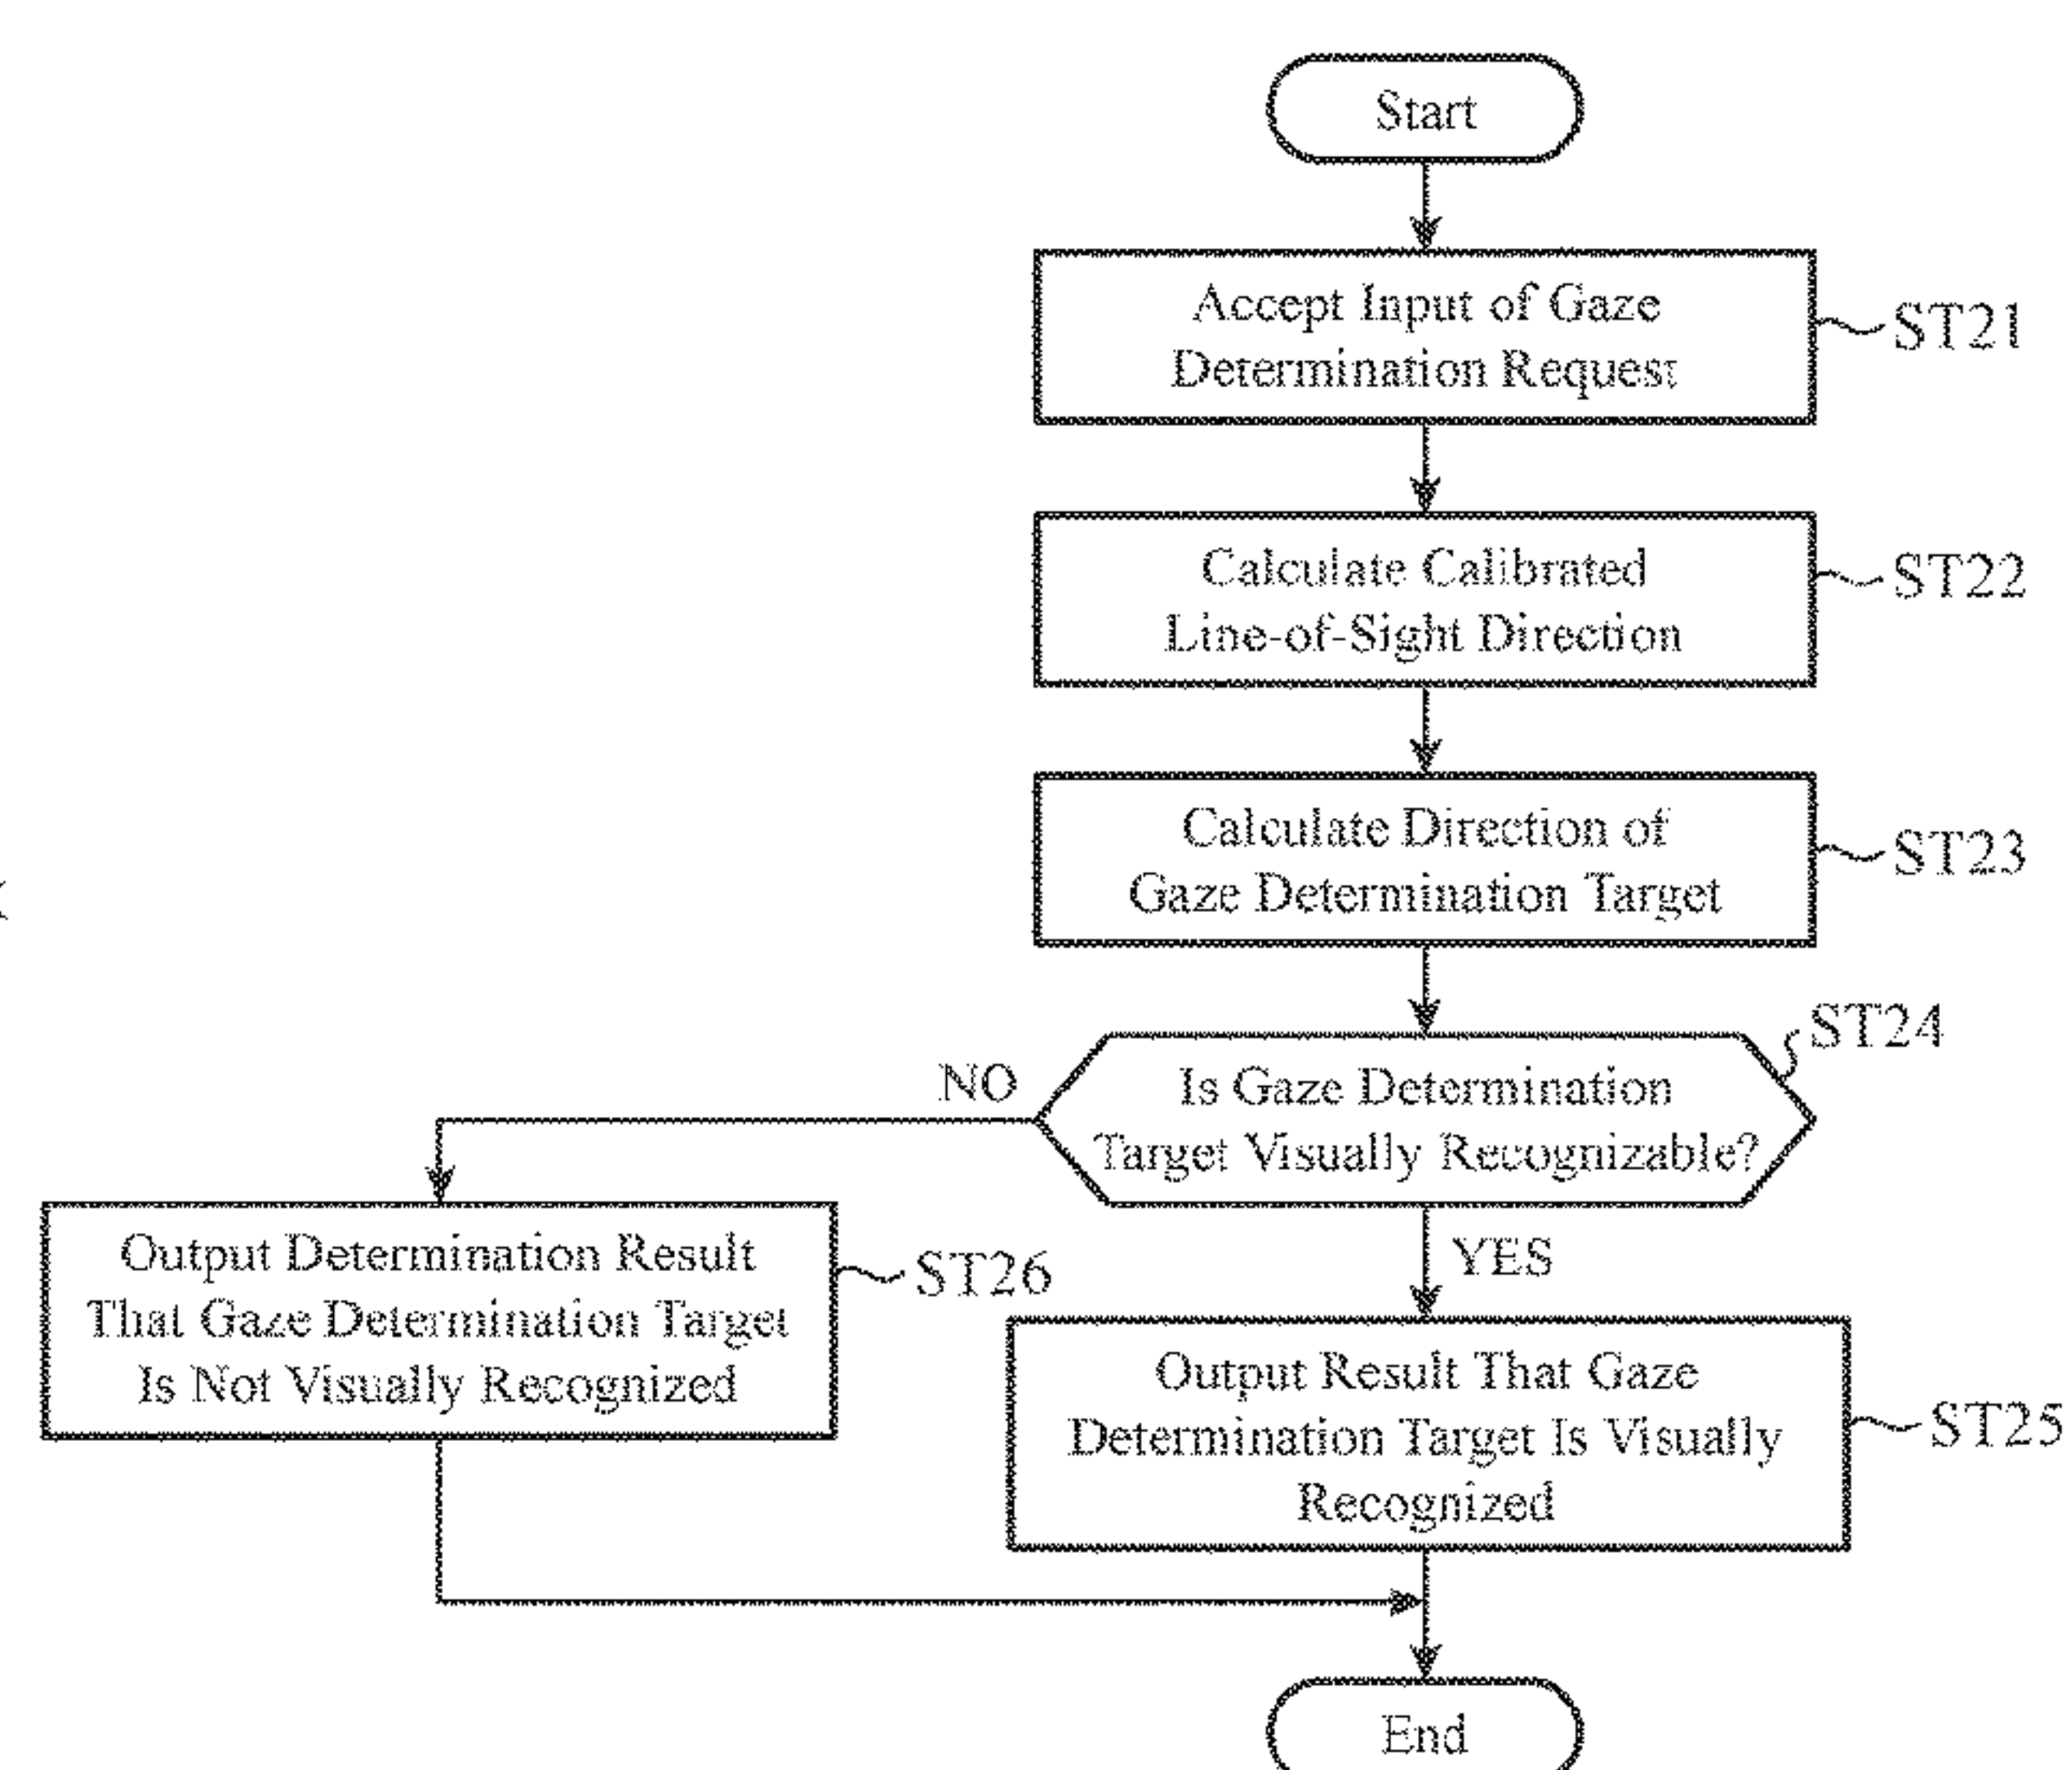 Start
Accept Input of Gaze
Determination Request
ST21
Calculate Calibrated
Line-of-Sight Direction
ST22
Calculate Direction of
Gaze Determination Target
ST23
ST24
NO
Is Gaze Determination
Target Visually Recognizable?
YES
Output Determination Result
That Gaze Determination Target
Is Not Visually Recognized
ST26
Output Result That Gaze
Determination Target Is Visually
Recognized
ST25
End